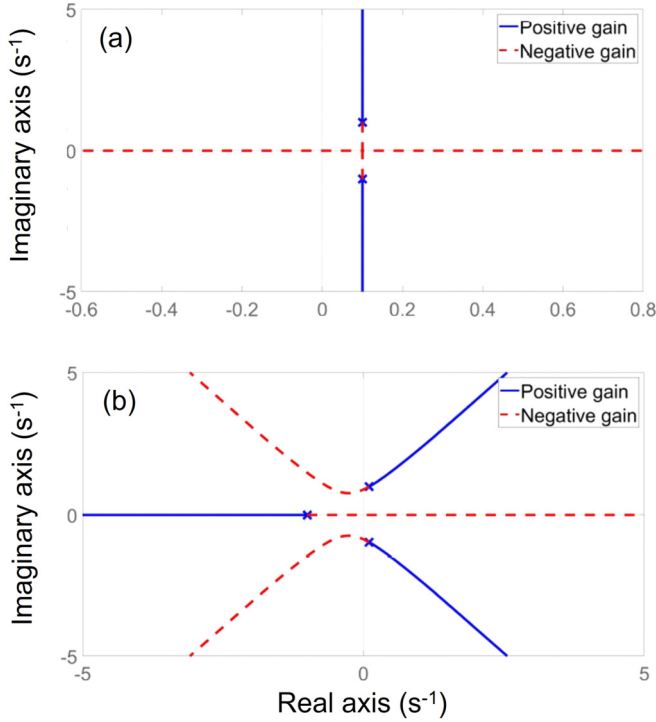 (a)
Positive gain
Negative gain
Imaginary axis (s⁻¹)
5
0
-5
-0.6 -0.4 -0.2 0 0.2 0.4 0.6 0.8
(b)
Positive gain
Negative gain
Imaginary axis (s⁻¹)
5
0
-5
-5 0 5
Real axis (s⁻¹)